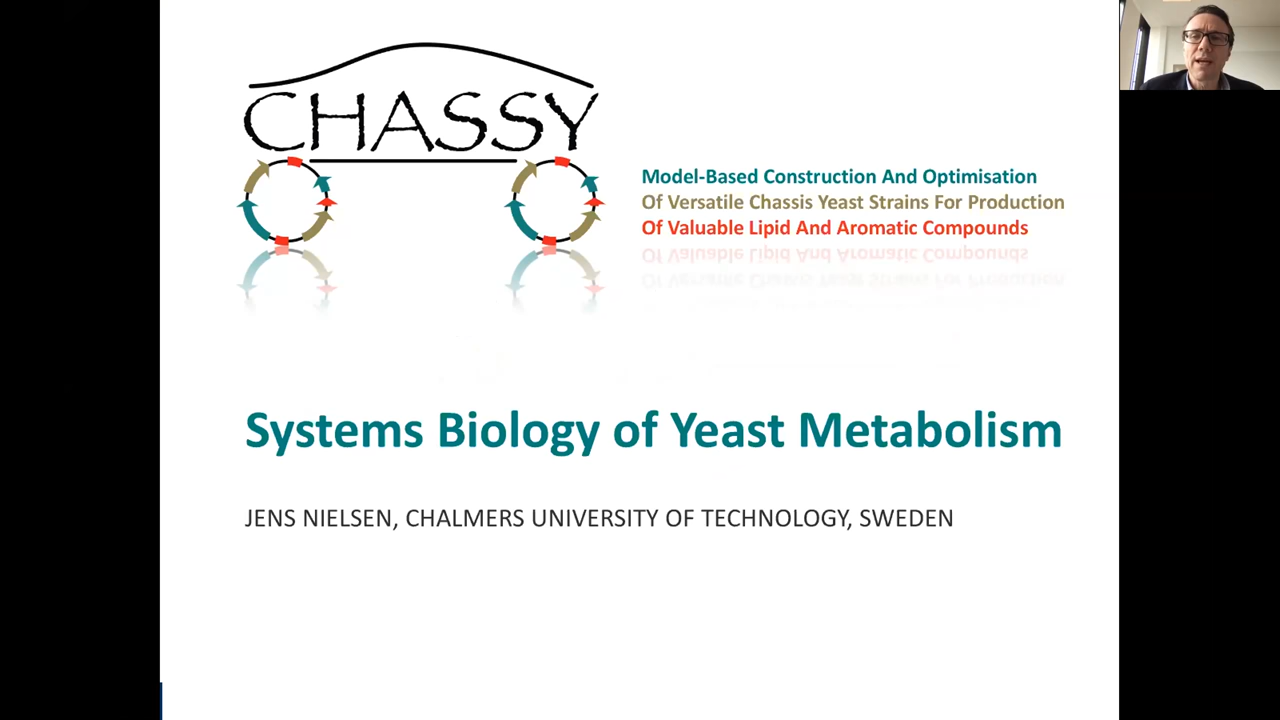 CHASSY
Model-Based Construction And Optimisation
Of Versatile Chassis Yeast Strains For Production
Of Valuable Lipid And Aromatic Compounds
Systems Biology of Yeast Metabolism
JENS NIELSEN, CHALMERS UNIVERSITY OF TECHNOLOGY, SWEDEN